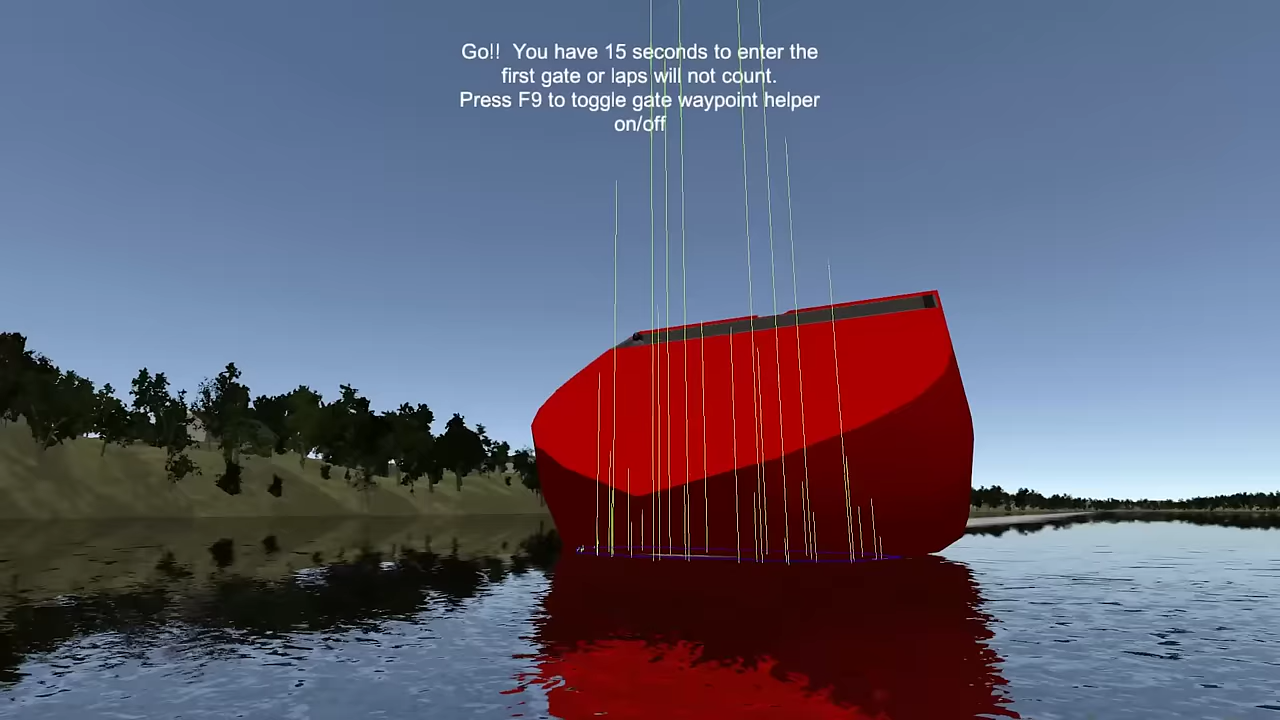 Go!!  You have 15 seconds to enter the
first gate or laps will not count.
Press F9 to toggle gate waypoint helper
on/off